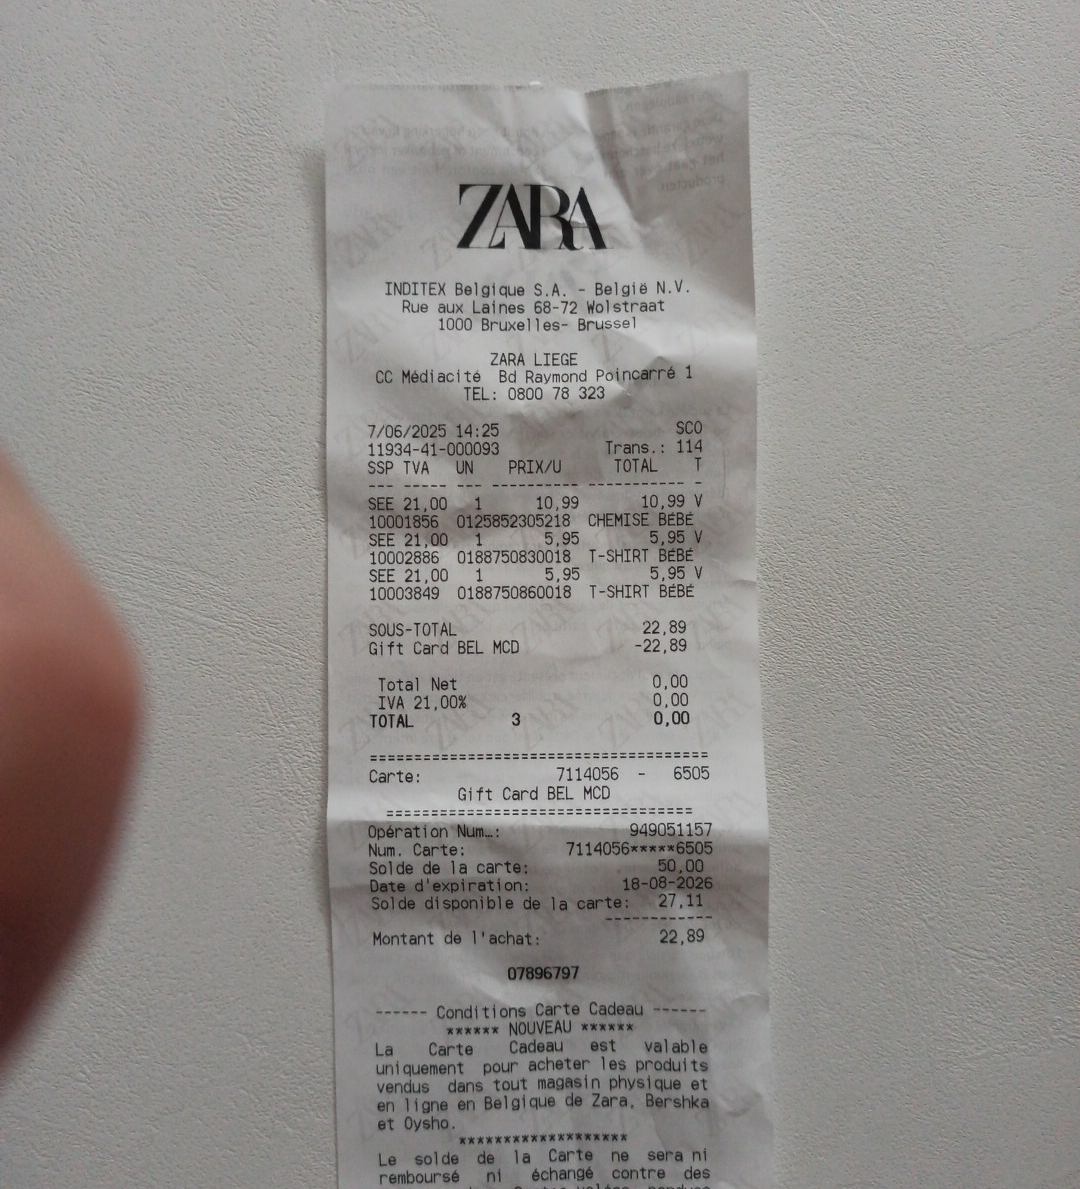 ZARA
INDITEX Belgique S.A. - België N.V.
Rue aux Laines 68-72 Wolstraat
1000 Bruxelles- Brussel
ZARA LIEGE
CC Médiacité Bd Raymond Poincarré 1
TEL: 0800 78 323
7/06/2025 14:25 SCO
11934-41-000093 Trans.: 114
SSP TVA UN PRIX/U TOTAL T
--- ----- --- ---------- ----------- -
SEE 21,00 1 10,99 10,99 V
10001856 0125852305218 CHEMISE BÉBÉ
SEE 21,00 1 5,95 5,95 V
10002886 0188750830018 T-SHIRT BÉBÉ
SEE 21,00 1 5,95 5,95 V
10003849 0188750860018 T-SHIRT BÉBÉ
SOUS-TOTAL 22,89
Gift Card BEL MCD -22,89
Total Net 0,00
IVA 21,00% 0,00
TOTAL 3 0,00
======================================
Carte: 7114056 - 6505
Gift Card BEL MCD
===================================
Opération Num…: 949051157
Num. Carte: 7114056*****6505
Solde de la carte: 50,00
Date d'expiration: 18-08-2026
Solde disponible de la carte: 27,11
------------
Montant de l'achat: 22,89
07896797
------ Conditions Carte Cadeau ------
****** NOUVEAU ******
La Carte Cadeau est valable
uniquement pour acheter les produits
vendus dans tout magasin physique et
en ligne en Belgique de Zara, Bershka
et Oysho.
*******************
Le solde de la Carte ne sera ni
remboursé ni échangé contre des